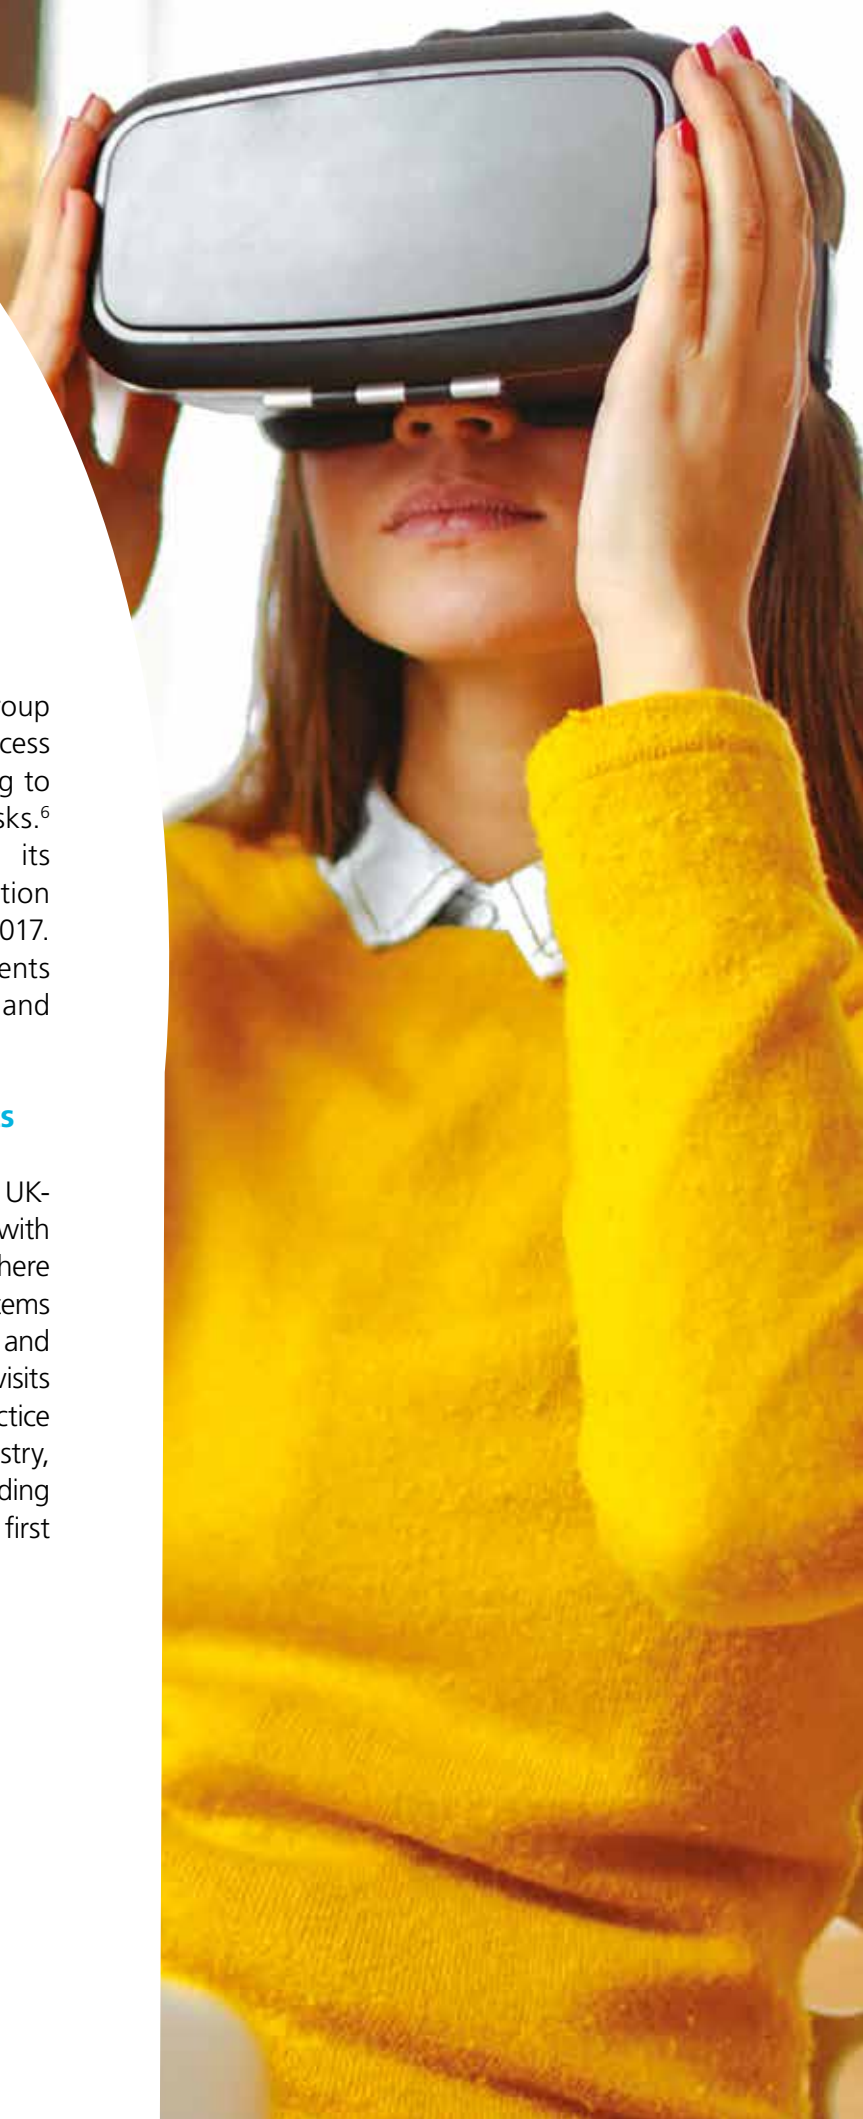 roup
cess
g to
sks.6
its
tion
017.
ents
and
s
UK-
with
here
tems
and
visits
ctice
stry,
ding
first